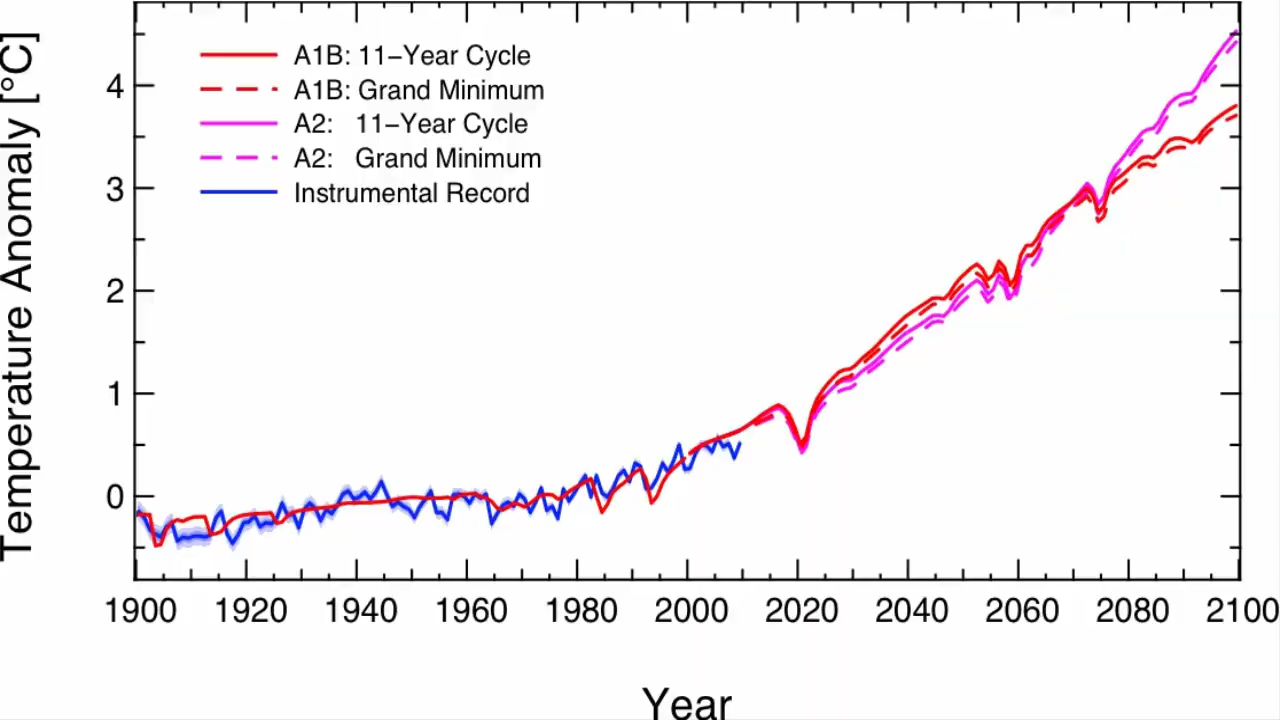 Temperature Anomaly [°C]
A1B: 11−Year Cycle
A1B: Grand Minimum
A2: 11−Year Cycle
A2: Grand Minimum
Instrumental Record
4
3
2
1
0
1900 1920 1940 1960 1980 2000 2020 2040 2060 2080 2100
Year